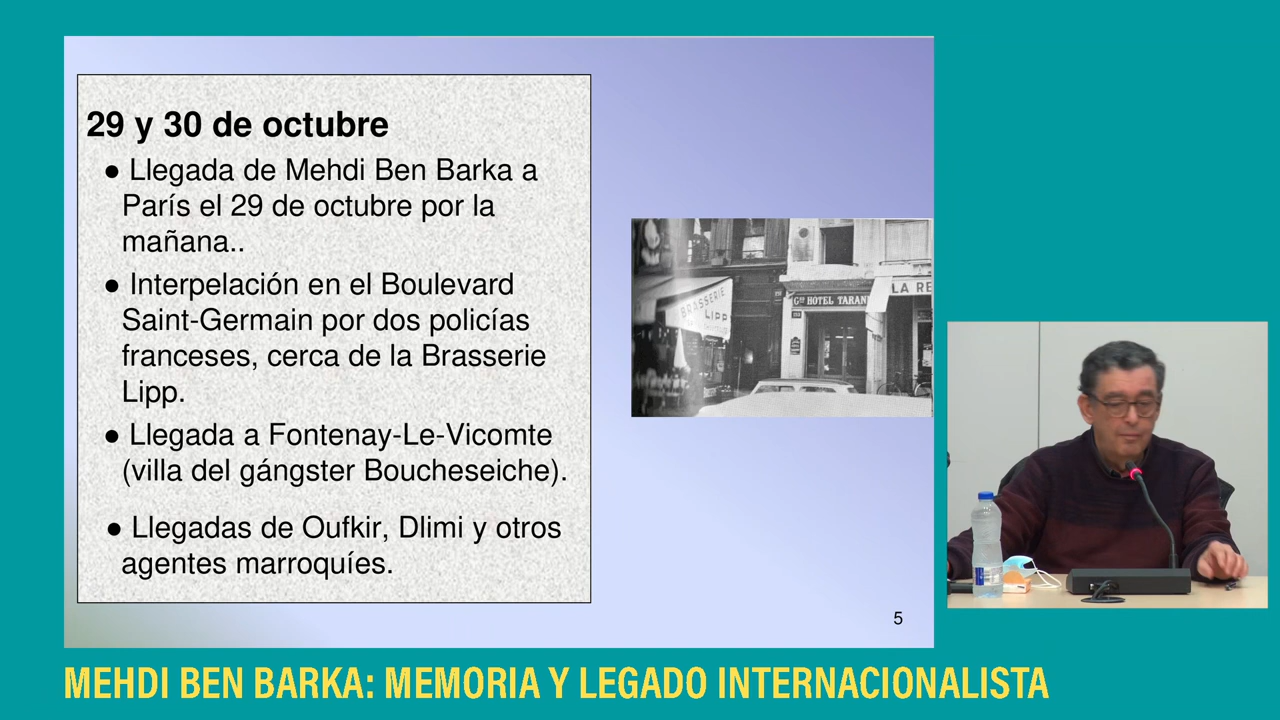 29 y 30 de octubre
● Llegada de Mehdi Ben Barka a
París el 29 de octubre por la
mañana..
● Interpelación en el Boulevard
Saint-Germain por dos policías
franceses, cerca de la Brasserie
Lipp.
● Llegada a Fontenay-Le-Vicomte
(villa del gángster Boucheseiche).
● Llegadas de Oufkir, Dlimi y otros
agentes marroquíes.
BRASSERIE
LIPP
Gᴅ HÔTEL TARAN
LA RE
5
MEHDI BEN BARKA: MEMORIA Y LEGADO INTERNACIONALISTA